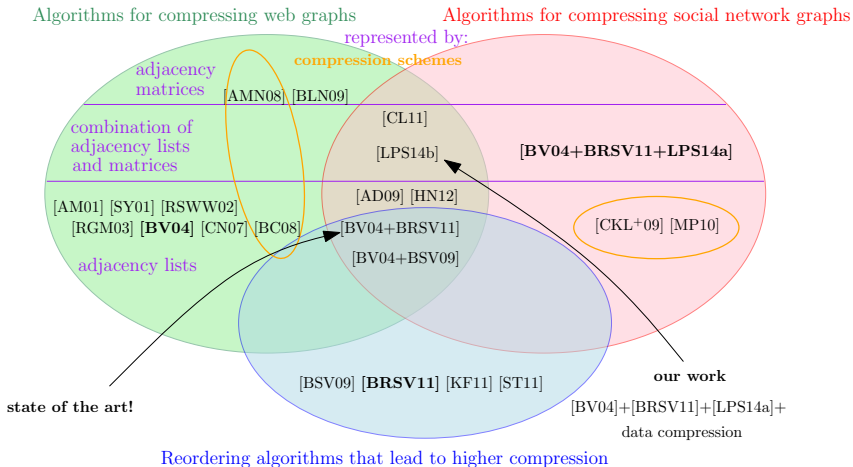 Algorithms for compressing web graphs
Algorithms for compressing social network graphs
represented by:
compression schemes
adjacency
matrices
[AMN08] [BLN09]
[CL11]
combination of
adjacency lists
and matrices
[LPS14b]
[BV04+BRSV11+LPS14a]
[AD09] [HN12]
[AM01] [SY01] [RSWW02]
[RGM03] [BV04] [CN07] [BC08]
[BV04+BRSV11]
[CKL+09] [MP10]
[BV04+BSV09]
adjacency lists
[BSV09] [BRSV11] [KF11] [ST11]
state of the art!
our work
[BV04]+[BRSV11]+[LPS14a]+
data compression
Reordering algorithms that lead to higher compression